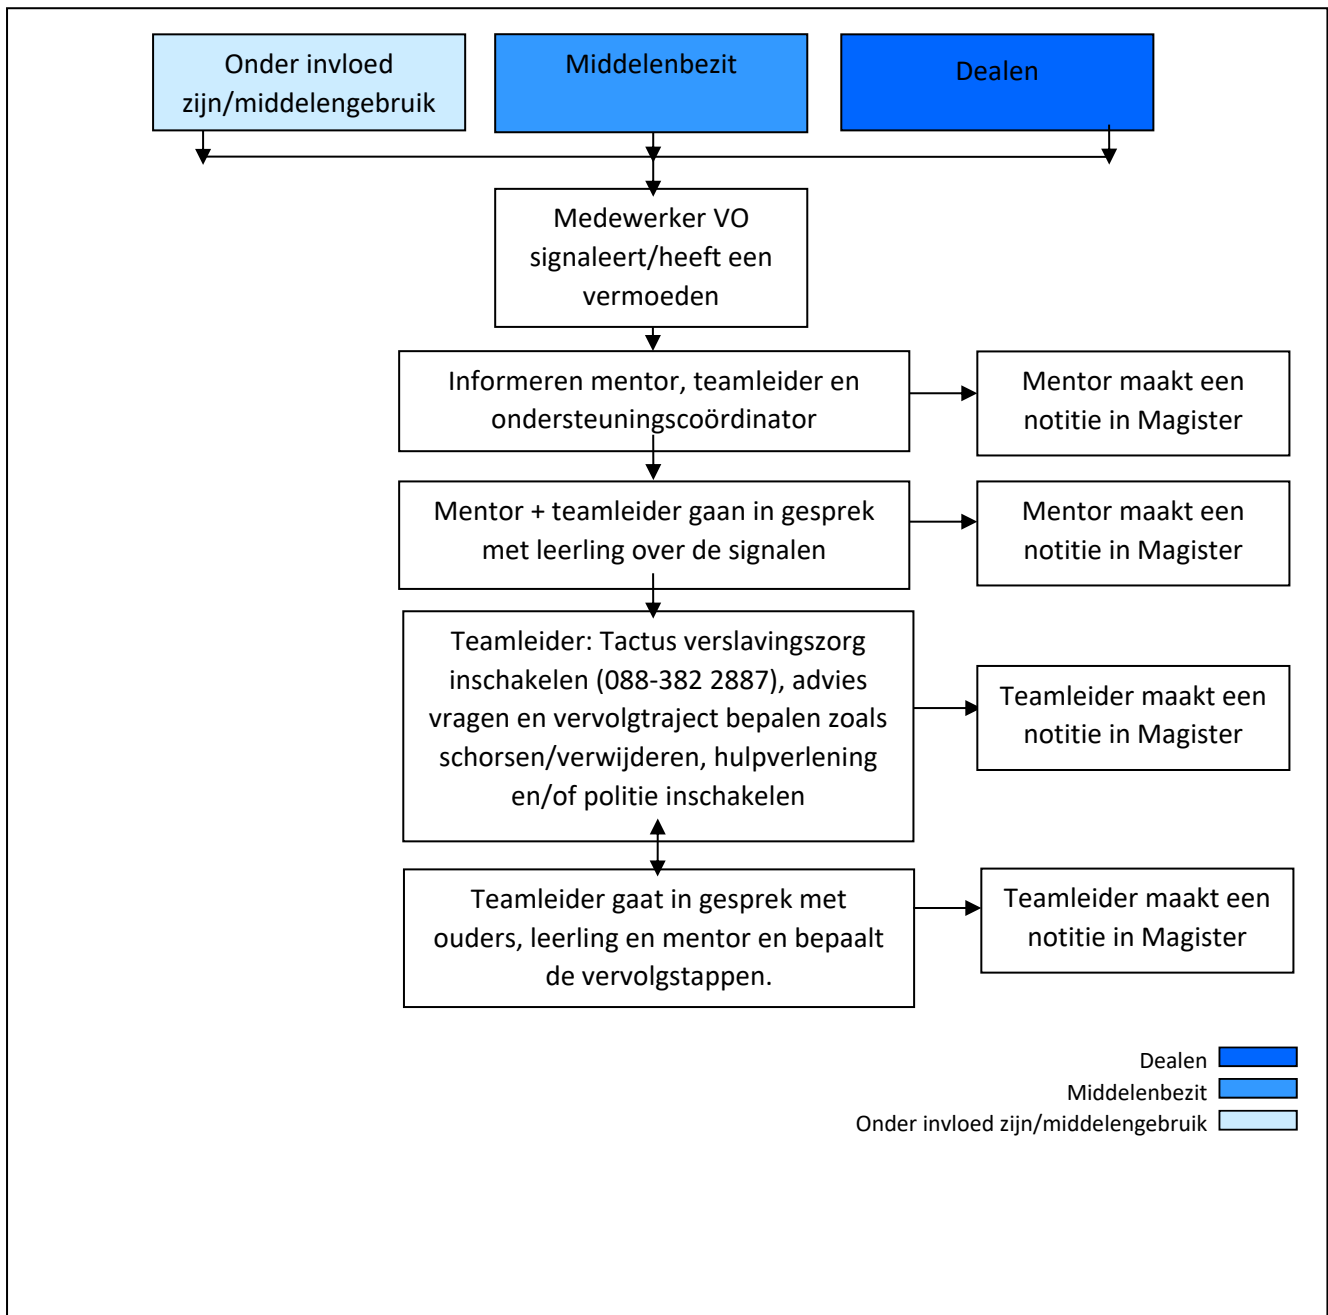 Onder invloed
zijn/middelengebruik
Middelenbezit
Dealen
Medewerker VO
signaleert/heeft een
vermoeden
Informeren mentor, teamleider en
ondersteuningscoördinator
Mentor maakt een
notitie in Magister
Mentor + teamleider gaan in gesprek
met leerling over de signalen
Mentor maakt een
notitie in Magister
Teamleider: Tactus verslavingszorg
inschakelen (088-382 2887), advies
vragen en vervolgtraject bepalen zoals
schorsen/verwijderen, hulpverlening
en/of politie inschakelen
Teamleider maakt een
notitie in Magister
Teamleider gaat in gesprek met
ouders, leerling en mentor en bepaalt
de vervolgstappen.
Teamleider maakt een
notitie in Magister
Dealen
Middelenbezit
Onder invloed zijn/middelengebruik